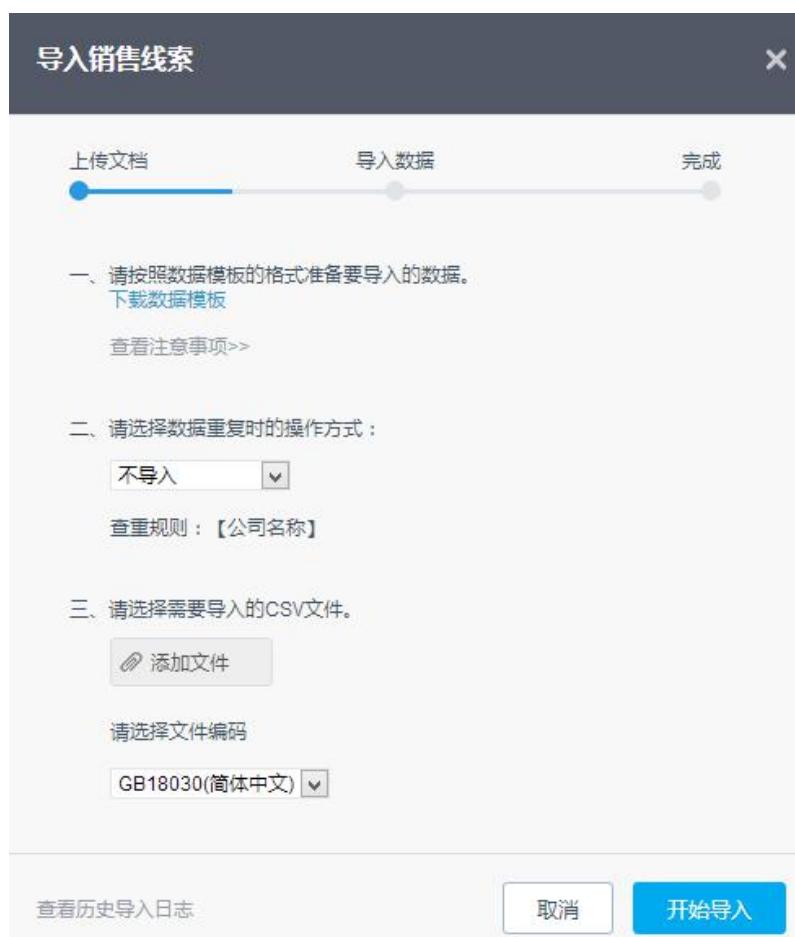 导入销售线索
上传文档 导入数据 完成
一、请按照数据模板的格式准备要导入的数据。
下载数据模板
查看注意事项>>
二、请选择数据重复时的操作方式：
不导入
查重规则：【公司名称】
三、请选择需要导入的CSV文件。
添加文件
请选择文件编码
GB18030(简体中文)
查看历史导入日志 取消 开始导入